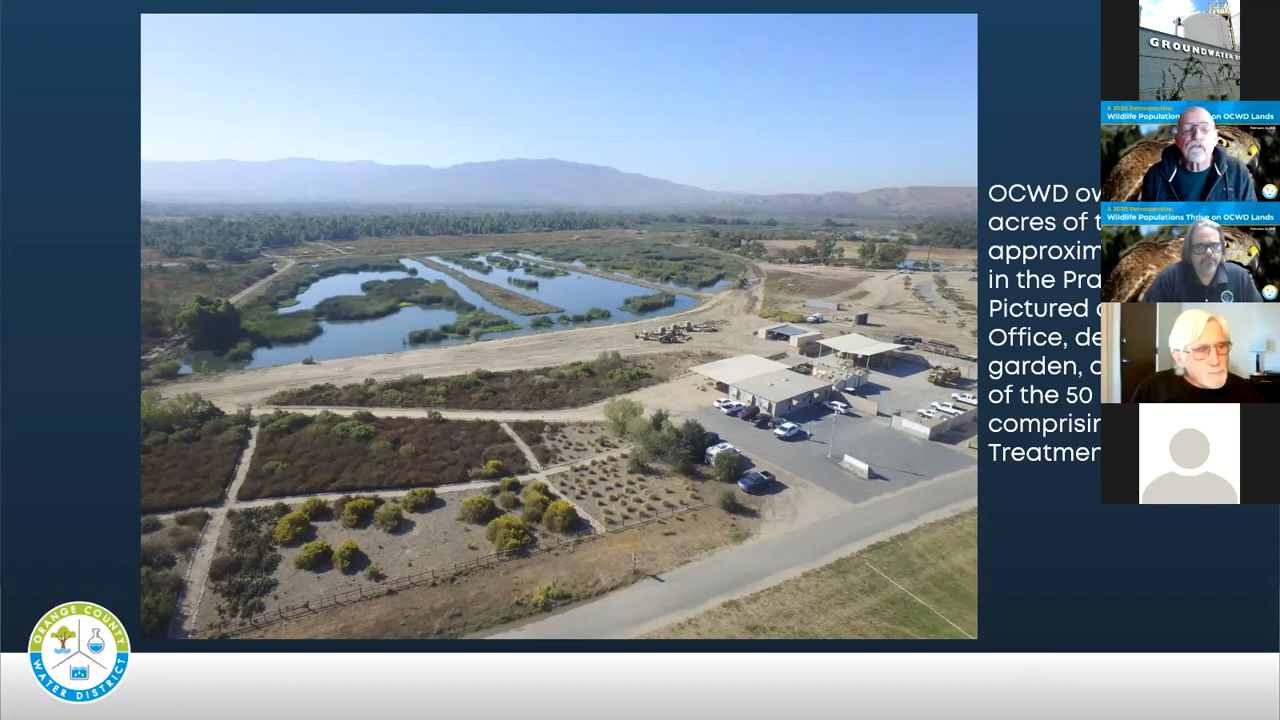 OCWD
acres of
approxim
in the Pra
Pictured
Office, de
garden,
of the 50
comprisin
Treatmen
GROUNDWATER
A 2020 Retrospective:
Wildlife Population on OCWD Lands
A 2020 Retrospective:
Wildlife Populations Thrive on OCWD Lands
ORANGE COUNTY
WATER DISTRICT